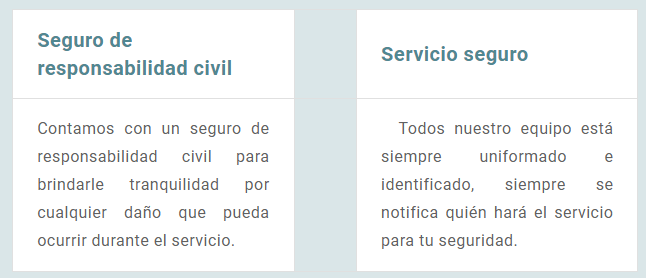 Seguro de
responsabilidad civil
Contamos con un seguro de
responsabilidad civil para
brindarle tranquilidad por
cualquier daño que pueda
ocurrir durante el servicio.
Servicio seguro
Todos nuestro equipo está
siempre uniformado e
identificado, siempre se
notifica quién hará el servicio
para tu seguridad.